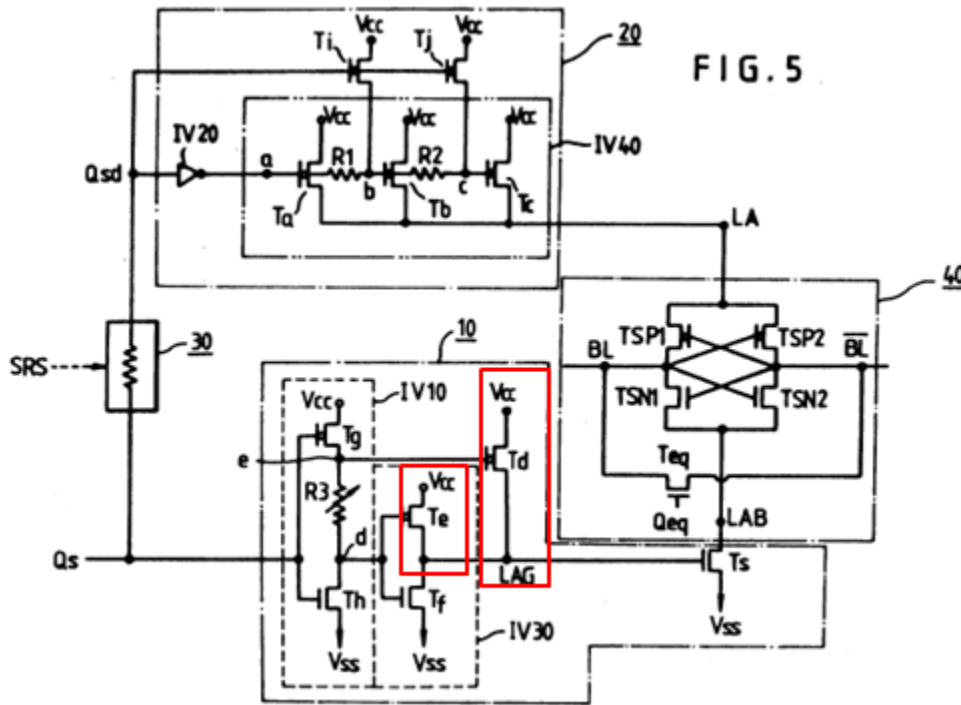 Vcc Vcc
Ti Tj
20
FIG. 5
Vcc Vcc Vcc
IV40
IV20
a R1 R2
Qsd
b c
Ta Tb Tc
LA
40
30
SRS
TSP1 TSP2
BL BL̅
TSN1 TSN2
10
IV10
Vcc Vcc
Tg
e Td
Teq
Vcc
R3 Te
Qeq LAB
d
Qs
LAG Ts
Th Tf
IV30
Vss
Vss Vss